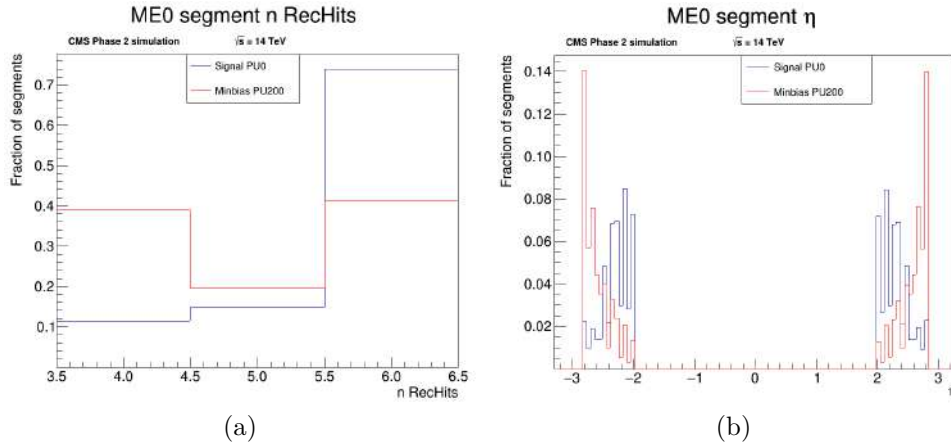 ME0 segment n RecHits
CMS Phase 2 simulation √s = 14 TeV
Signal PU0
Minbias PU200
Fraction of segments
0.7
0.6
0.5
0.4
0.3
0.2
0.1
3.5 4.0 4.5 5.0 5.5 6.0 6.5
n RecHits
(a)
ME0 segment η
CMS Phase 2 simulation √s = 14 TeV
Signal PU0
Minbias PU200
Fraction of segments
0.14
0.12
0.10
0.08
0.06
0.04
0.02
−3 −2 −1 0 1 2 3
(b)